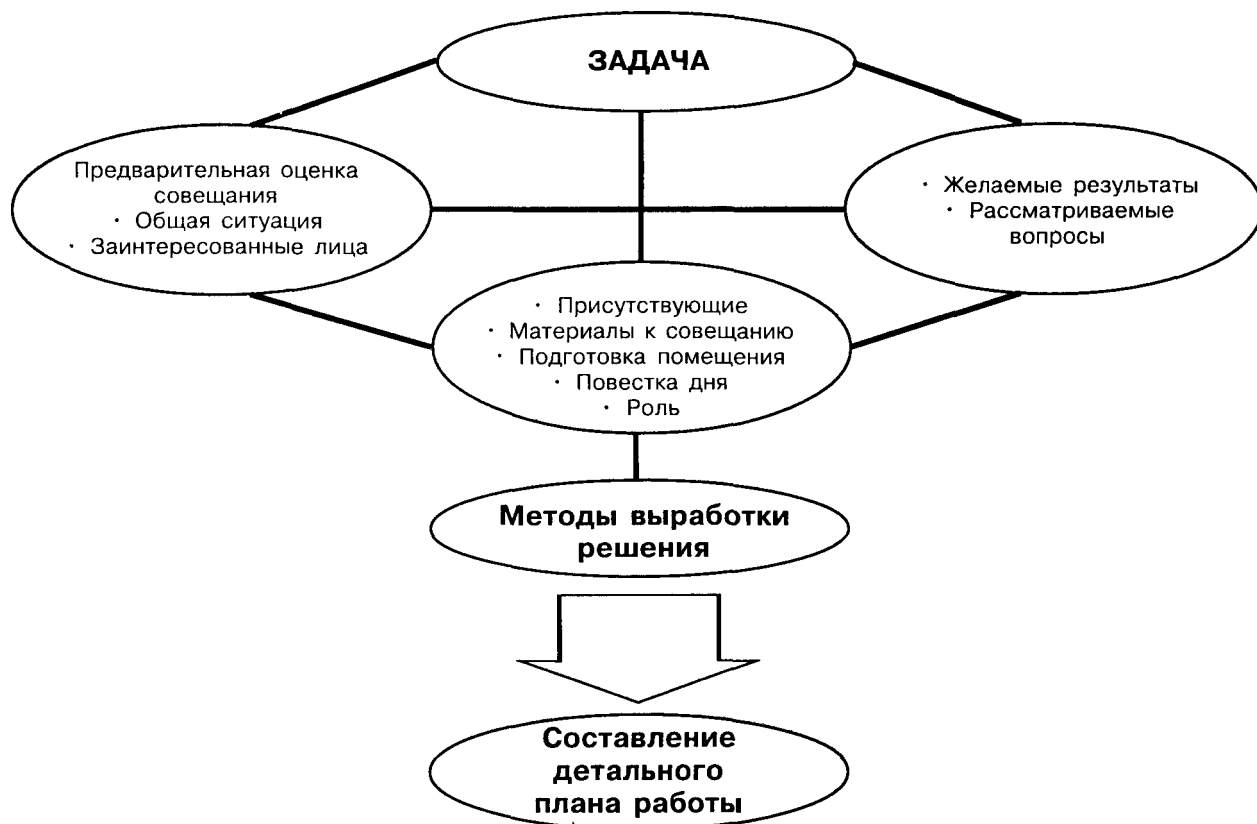 ЗАДАЧА
Предварительная оценка
совещания
· Общая ситуация
· Заинтересованные лица
· Желаемые результаты
· Рассматриваемые
вопросы
· Присутствующие
· Материалы к совещанию
· Подготовка помещения
· Повестка дня
· Роль
Методы выработки
решения
Составление
детального
плана работы